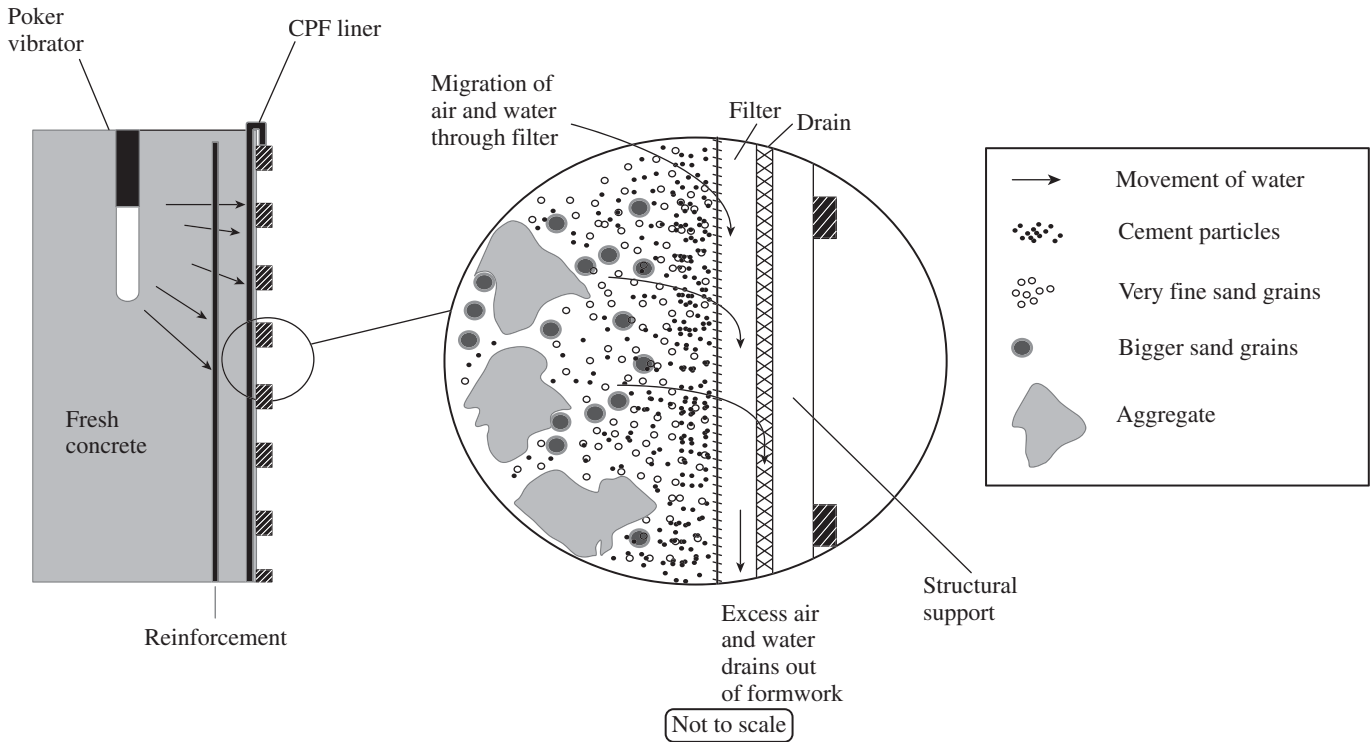 Poker
vibrator
CPF liner
Fresh
concrete
Reinforcement
Migration of
air and water
through filter
Filter
Drain
Structural
support
Excess air
and water
drains out
of formwork
Not to scale
Movement of water
Cement particles
Very fine sand grains
Bigger sand grains
Aggregate